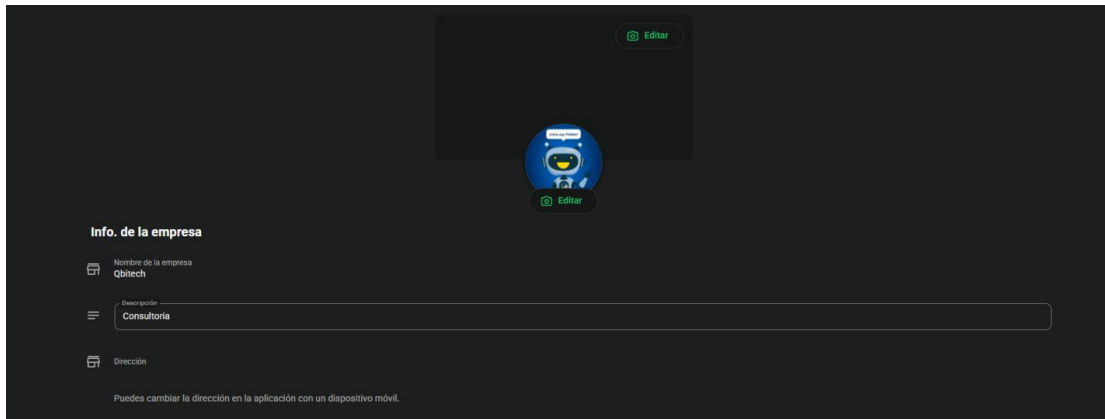 Editar
Editar
Info. de la empresa
Nombre de la empresa
Qbitech
Descripción
Consultoria
Dirección
Puedes cambiar la dirección en la aplicación con un dispositivo móvil.